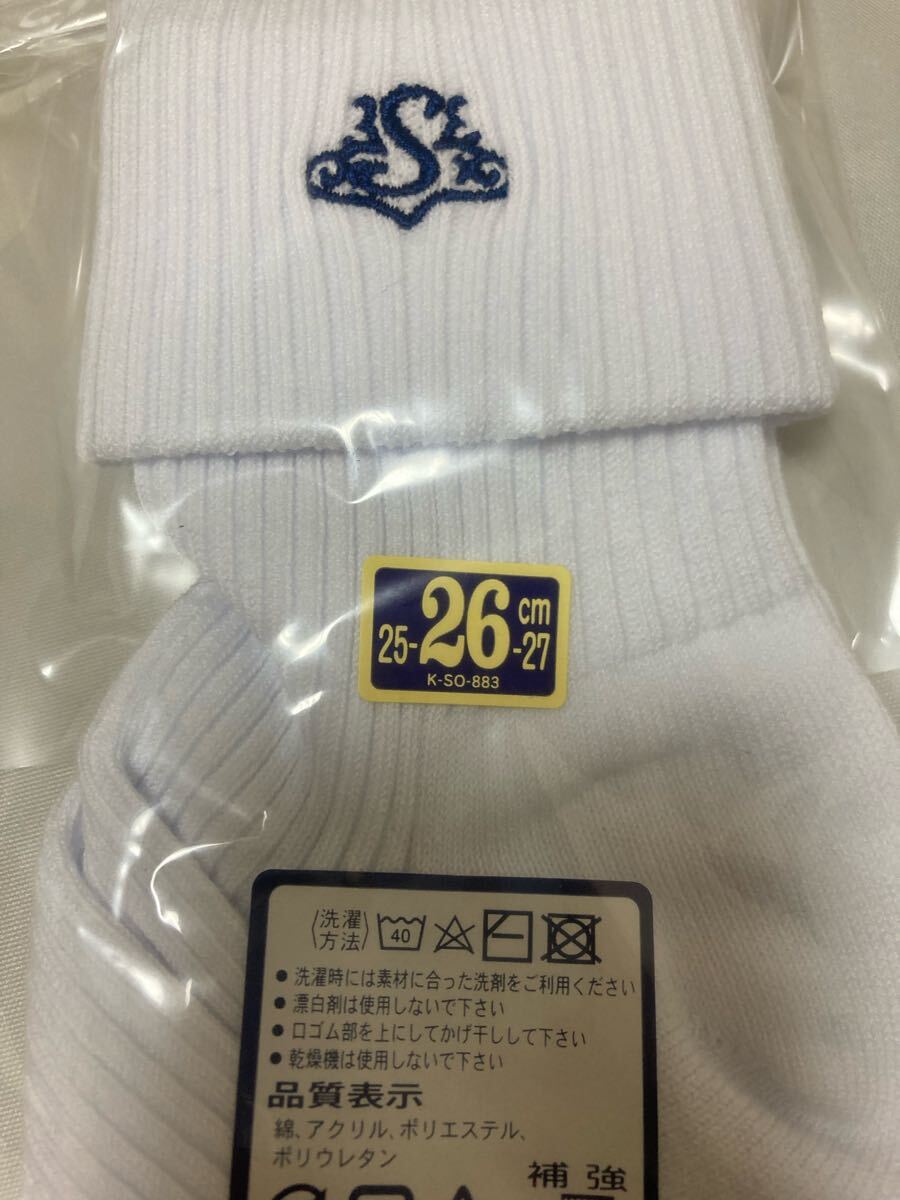 S
25-26-27 cm
K-SO-883
〈洗濯方法〉 40
● 洗濯時には素材に合った洗剤をご利用ください
● 漂白剤は使用しないで下さい
● 口ゴム部を上にしてかげ干しして下さい
● 乾燥機は使用しないで下さい
品質表示
綿、アクリル、ポリエステル、
ポリウレタン
補強